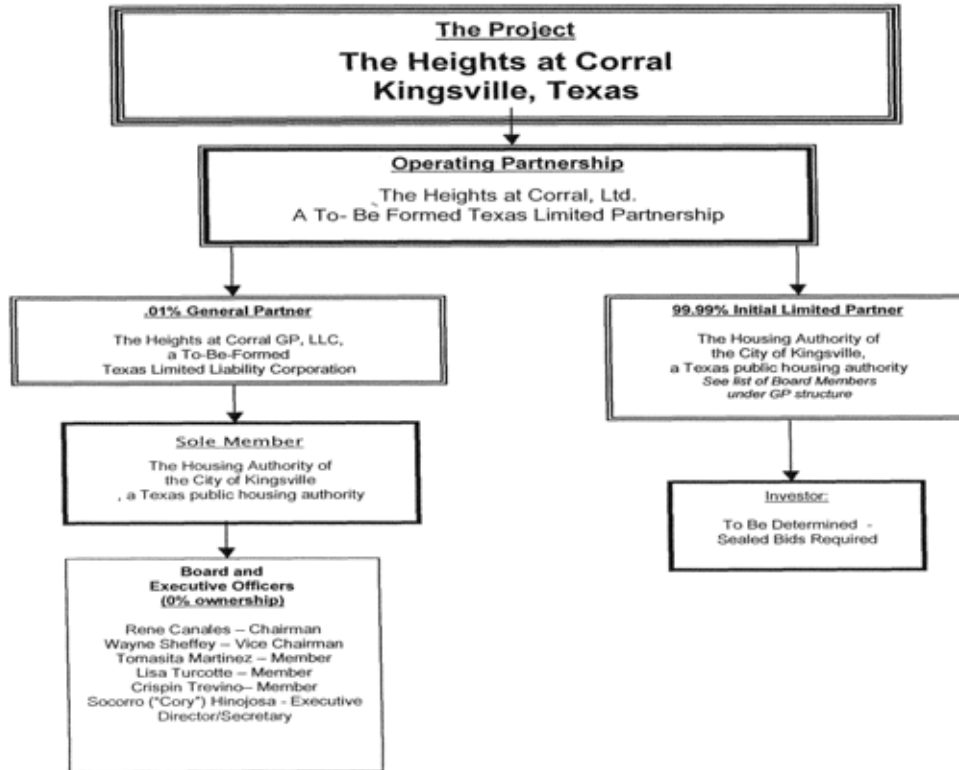 The Project
The Heights at Corral
Kingsville, Texas
Operating Partnership
The Heights at Corral, Ltd.
A To- Be Formed Texas Limited Partnership
.01% General Partner
The Heights at Corral GP, LLC,
a To-Be-Formed
Texas Limited Liability Corporation
99.99% Initial Limited Partner
The Housing Authority of
the City of Kingsville,
a Texas public housing authority
See list of Board Members
under GP structure
Sole Member
The Housing Authority of
the City of Kingsville
, a Texas public housing authority
Investor:
To Be Determined -
Sealed Bids Required
Board and
Executive Officers
(0% ownership)
Rene Canales – Chairman
Wayne Sheffey – Vice Chairman
Tomasita Martinez – Member
Lisa Turcotte – Member
Crispin Trevino– Member
Socorro ("Cory") Hinojosa - Executive
Director/Secretary